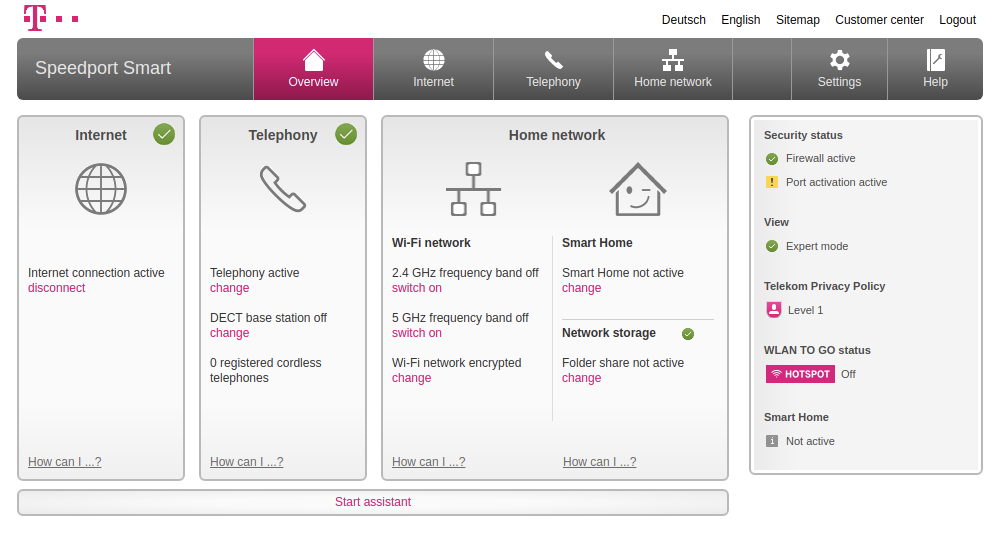 T
Deutsch English Sitemap Customer center Logout
Speedport Smart
Overview
Internet
Telephony
Home network
Settings
Help
Internet
Internet connection active
disconnect
How can I ...?
Telephony
Telephony active
change
DECT base station off
change
0 registered cordless
telephones
How can I ...?
Home network
Wi-Fi network
2.4 GHz frequency band off
switch on
5 GHz frequency band off
switch on
Wi-Fi network encrypted
change
How can I ...?
Smart Home
Smart Home not active
change
Network storage
Folder share not active
change
How can I ...?
Start assistant
Security status
Firewall active
! Port activation active
View
Expert mode
Telekom Privacy Policy
Level 1
WLAN TO GO status
HOTSPOT Off
Smart Home
i Not active